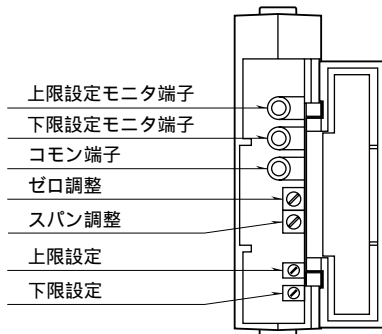 上限設定モニタ端子
下限設定モニタ端子
コモン端子
ゼロ調整
スパン調整
上限設定
下限設定